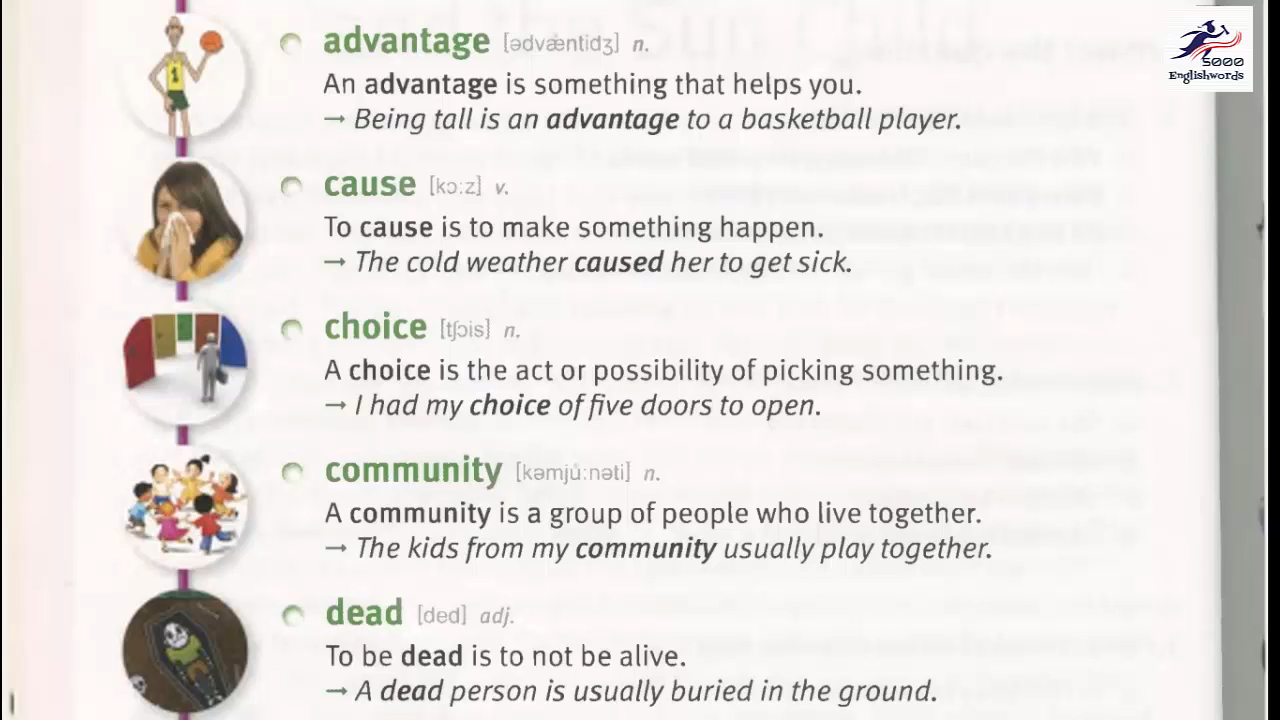 advantage [ədvǽntidʒ] n.
An advantage is something that helps you.
→ Being tall is an advantage to a basketball player.
cause [kɔːz] v.
To cause is to make something happen.
→ The cold weather caused her to get sick.
choice [tʃɔis] n.
A choice is the act or possibility of picking something.
→ I had my choice of five doors to open.
community [kəmjúːnəti] n.
A community is a group of people who live together.
→ The kids from my community usually play together.
dead [ded] adj.
To be dead is to not be alive.
→ A dead person is usually buried in the ground.
5000
Englishwords
1